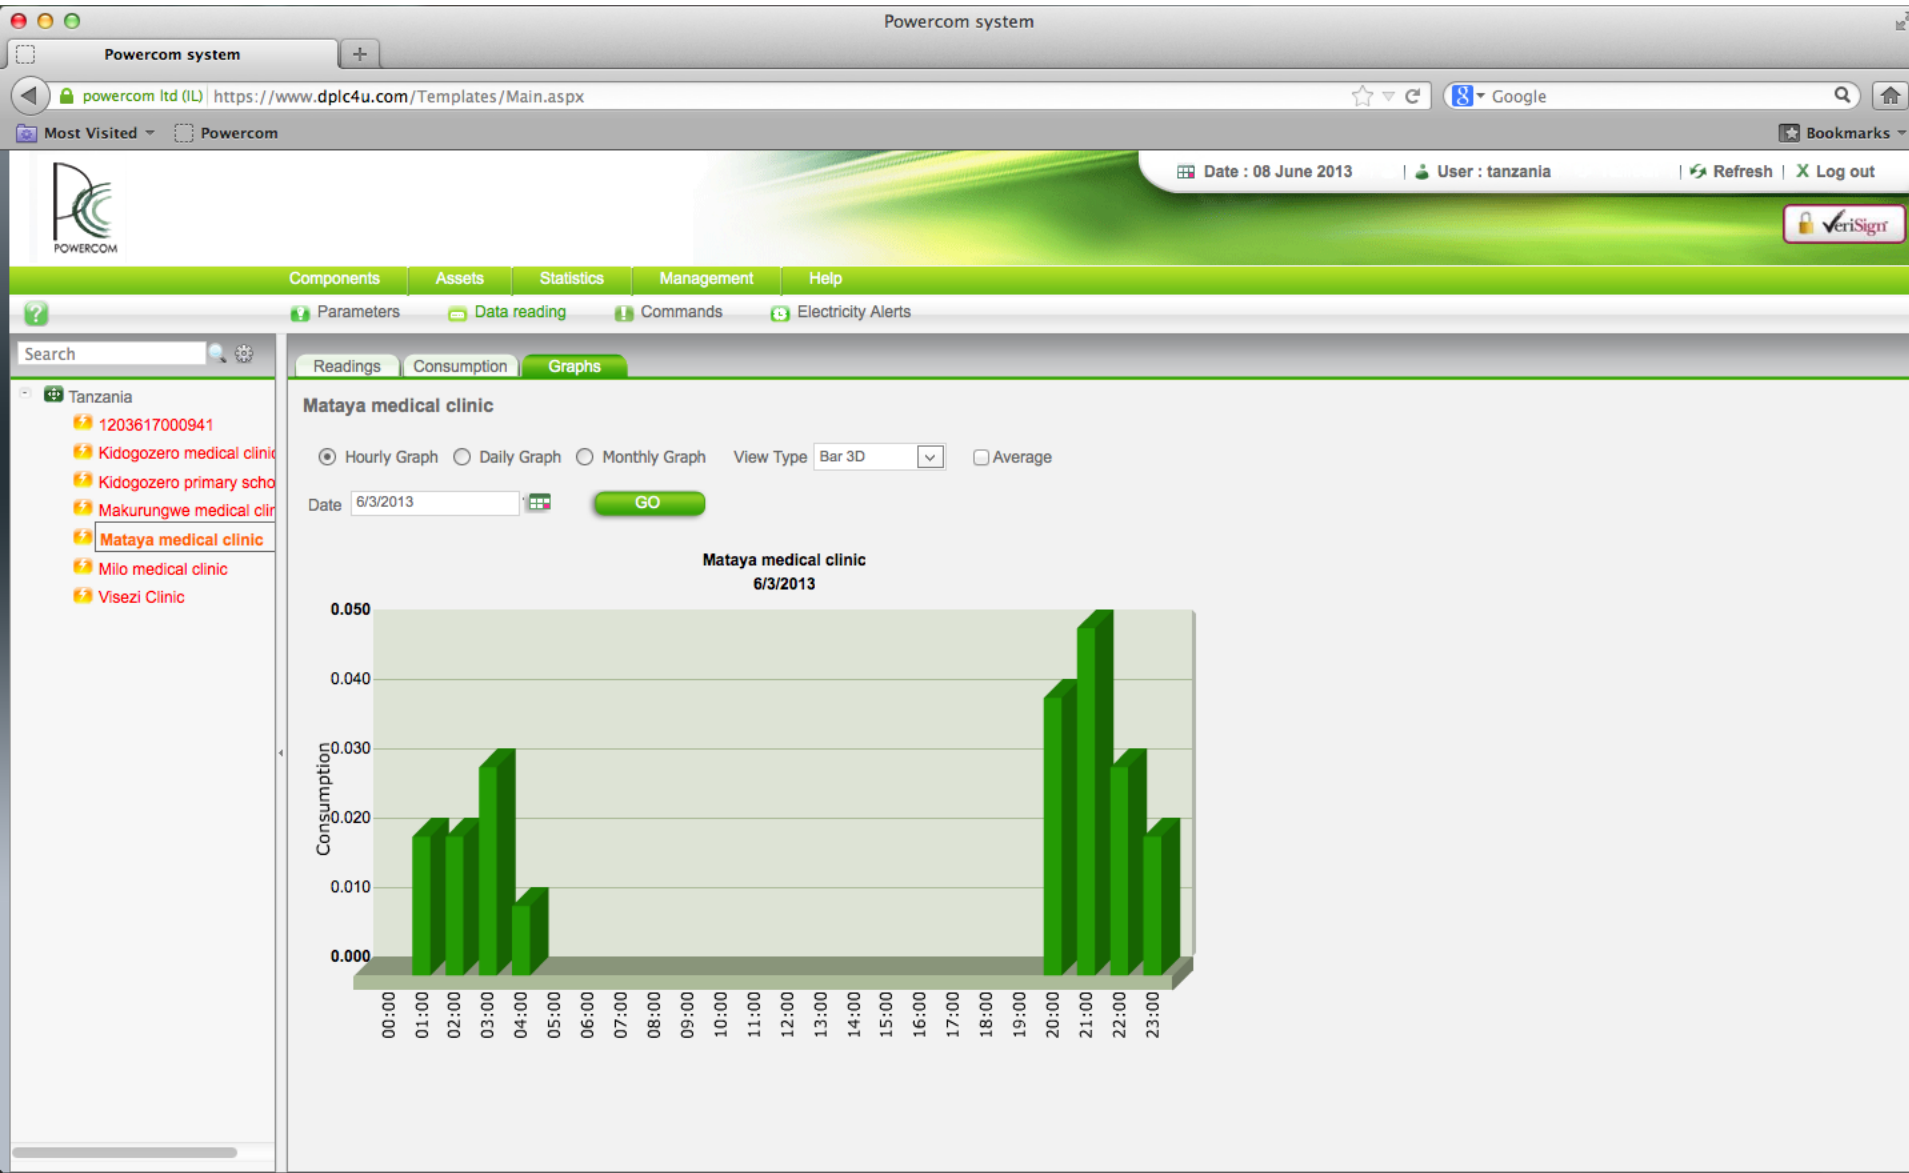 Powercom system
Powercom system
powercom ltd (IL) https://www.dplc4u.com/Templates/Main.aspx
Google
Most Visited
Powercom
Bookmarks
POWERCOM
Date : 08 June 2013 | User : tanzania | Refresh | X Log out
VeriSign
Components Assets Statistics Management Help
Parameters Data reading Commands Electricity Alerts
Search
Readings Consumption Graphs
Tanzania
1203617000941
Kidogozero medical clinic
Kidogozero primary scho
Makurungwe medical clin
Mataya medical clinic
Milo medical clinic
Visezi Clinic
Mataya medical clinic
Hourly Graph Daily Graph Monthly Graph View Type Bar 3D Average
Date 6/3/2013 GO
Mataya medical clinic
6/3/2013
Consumption
0.050
0.040
0.030
0.020
0.010
0.000
00:00 01:00 02:00 03:00 04:00 05:00 06:00 07:00 08:00 09:00 10:00 11:00 12:00 13:00 14:00 15:00 16:00 17:00 18:00 19:00 20:00 21:00 22:00 23:00